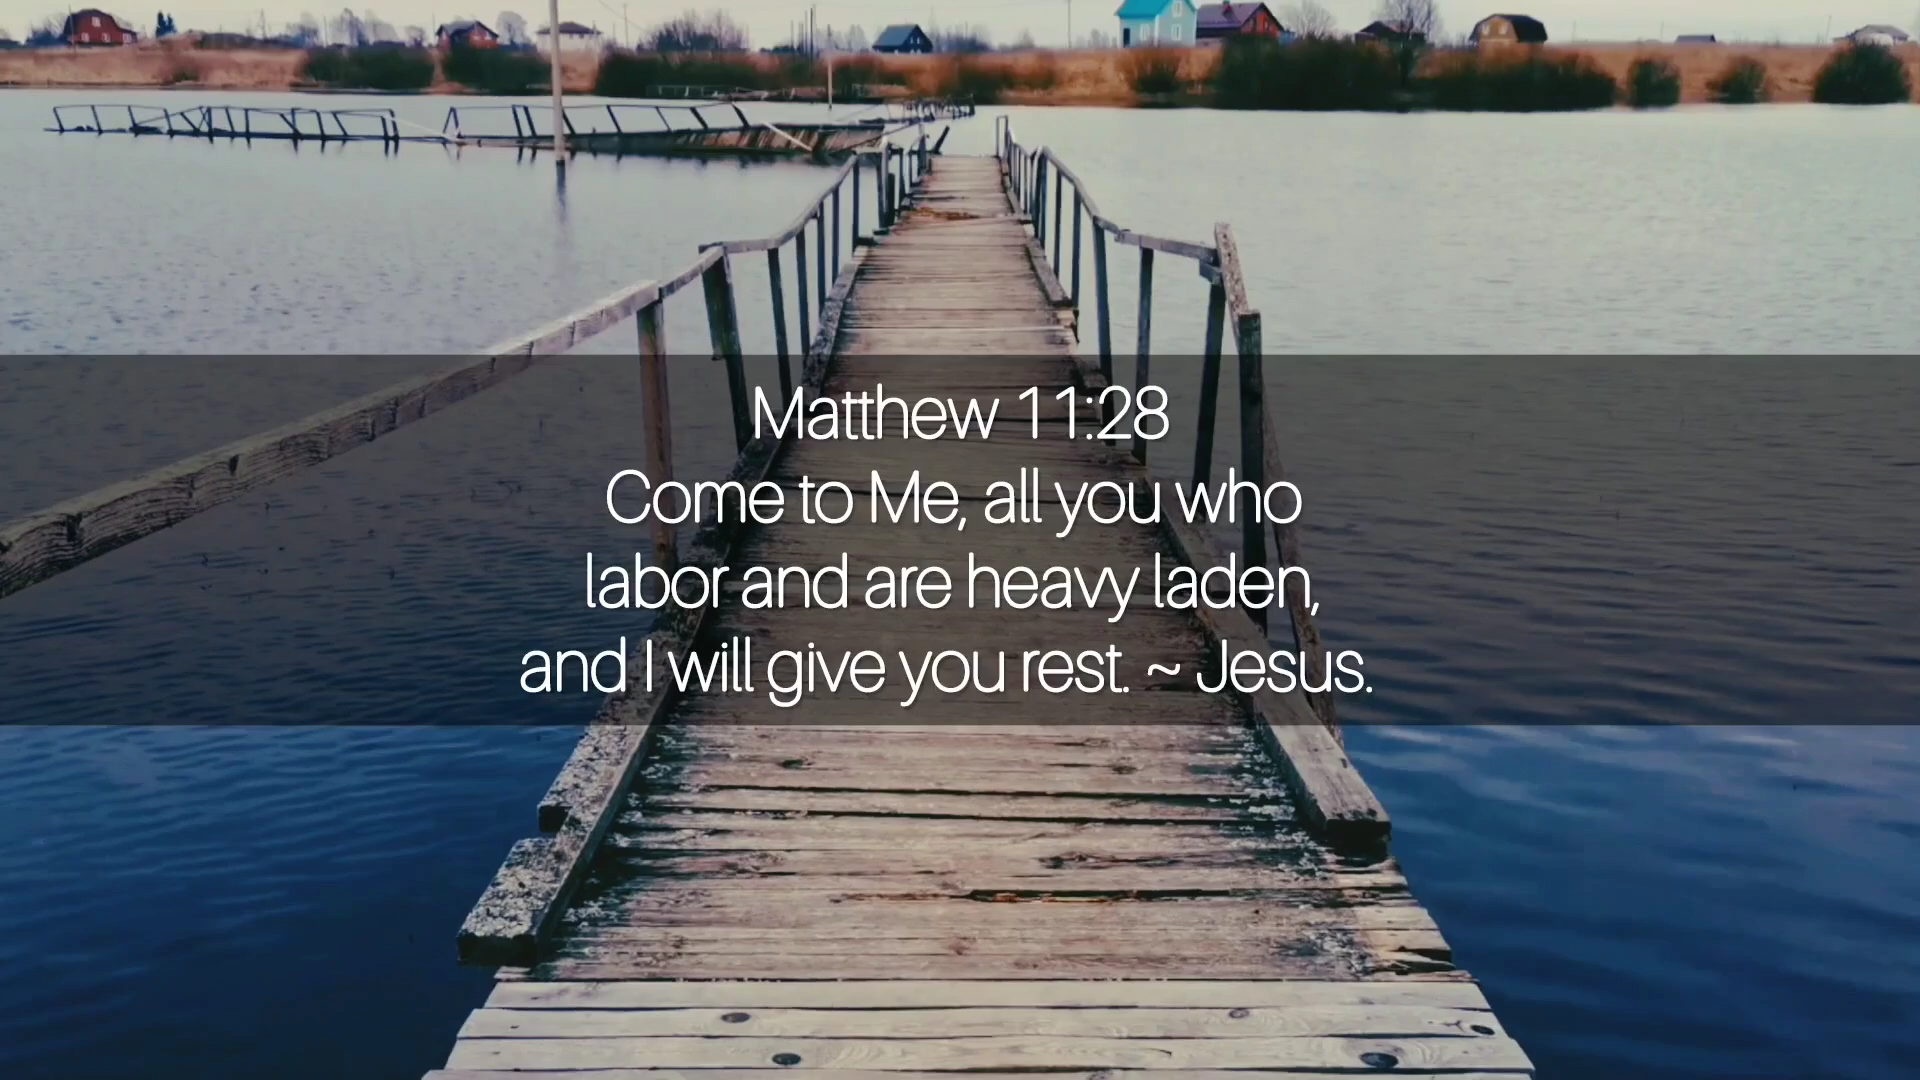 Matthew 11:28
Come to Me, all you who
labor and are heavy laden,
and I will give you rest. ~ Jesus.